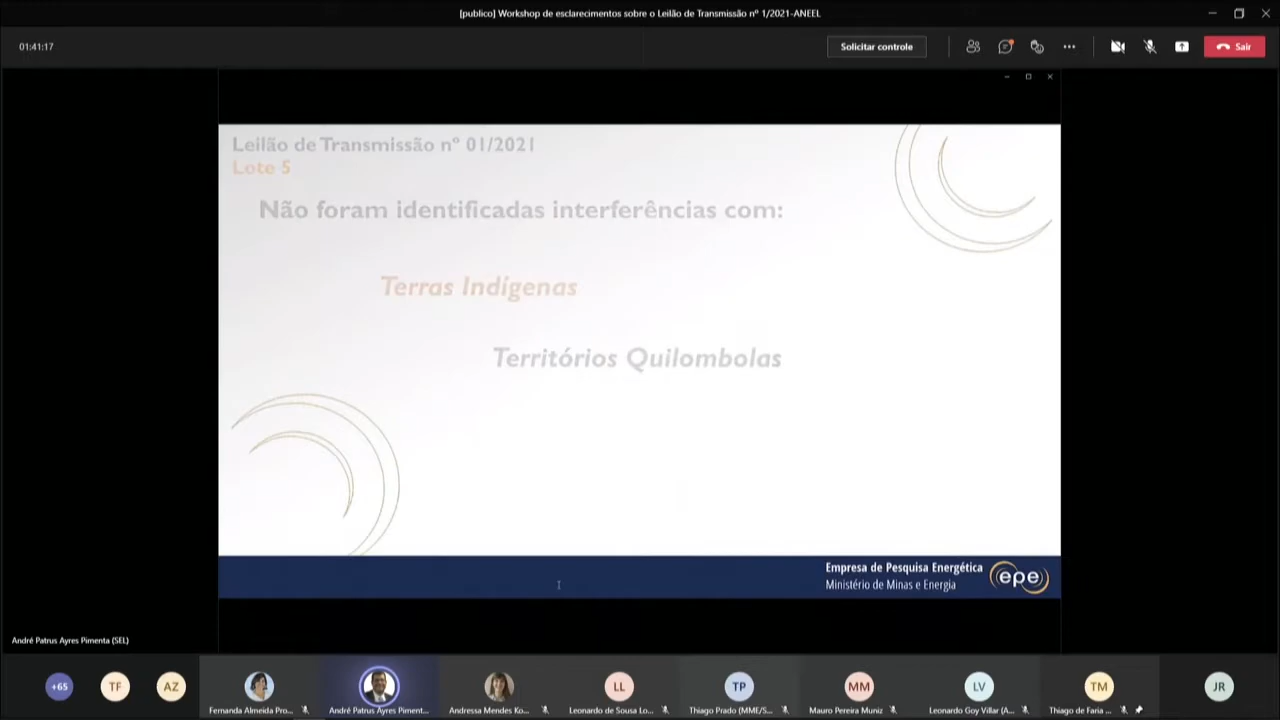 [publico] Workshop de esclarecimentos sobre o Leilão de Transmissão nº 1/2021-ANEEL
01:41:17
Solicitar controle
Sair
Leilão de Transmissão nº 01/2021
Lote 5
Não foram identificadas interferências com:
Terras Indígenas
Territórios Quilombolas
Empresa de Pesquisa Energética
Ministério de Minas e Energia
epe
André Patrus Ayres Pimenta (SEL)
+65
TF
AZ
LL
TP
MM
LV
TM
JR
Fernanda Almeida Pro...
André Patrus Ayres Piment...
Andressa Mendes Ko...
Leonardo de Sousa Lo...
Thiago Prado (MME/S...
Mauro Pereira Muniz
Leonardo Goy Villar (A...
Thiago de Faria ...